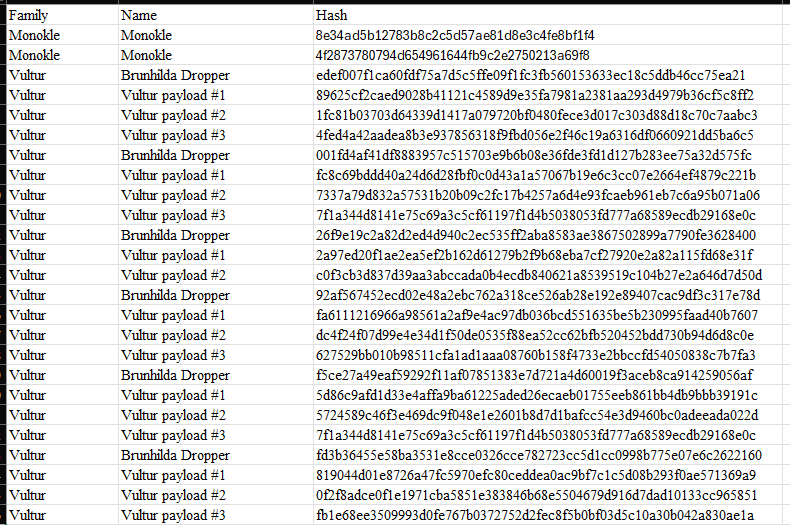 Family Name Hash
Monokle Monokle 8e34ad5b12783b8c2c5d57ae81d8e3c4fe8bf1f4
Monokle Monokle 4f2873780794d654961644fb9c2e2750213a69f8
Vultur Brunhilda Dropper edef007f1ca60fdf75a7d5c5ffe09f1fc3fb560153633ec18c5ddb46cc75ea21
Vultur Vultur payload #1 89625cf2caed9028b41121c4589d9e35fa7981a2381aa293d4979b36cf5c8ff2
Vultur Vultur payload #2 1fc81b03703d64339d1417a079720bf0480fece3d017c303d88d18c70c7aabc3
Vultur Vultur payload #3 4fed4a42aadea8b3e937856318f9fbd056e2f46c19a6316df0660921dd5ba6c5
Vultur Brunhilda Dropper 001fd4af41df8883957c515703e9b6b08e36fde3fd1d127b283ee75a32d575fc
Vultur Vultur payload #1 fc8c69bddd40a24d6d28fbf0c0d43a1a57067b19e6c3cc07e2664ef4879c221b
Vultur Vultur payload #2 7337a79d832a57531b20b09c2fc17b4257a6d4e93fcaeb961eb7c6a95b071a06
Vultur Vultur payload #3 7f1a344d8141e75c69a3c5cf61197f1d4b5038053fd777a68589ecdb29168e0c
Vultur Brunhilda Dropper 26f9e19c2a82d2ed4d940c2ec535ff2aba8583ae3867502899a7790fe3628400
Vultur Vultur payload #1 2a97ed20f1ae2ea5ef2b162d61279b2f9b68eba7cf27920e2a82a115fd68e31f
Vultur Vultur payload #2 c0f3cb3d837d39aa3abccada0b4ecdb840621a8539519c104b27e2a646d7d50d
Vultur Brunhilda Dropper 92af567452ecd02e48a2ebc762a318ce526ab28e192e89407cac9df3c317e78d
Vultur Vultur payload #1 fa6111216966a98561a2af9e4ac97db036bcd551635be5b230995faad40b7607
Vultur Vultur payload #2 dc4f24f07d99e4e34d1f50de0535f88ea52cc62bfb520452bdd730b94d6d8c0e
Vultur Vultur payload #3 627529bb010b98511cfa1ad1aaa08760b158f4733e2bbccfd54050838c7b7fa3
Vultur Brunhilda Dropper f5ce27a49eaf59292f11af07851383e7d721a4d60019f3aceb8ca914259056af
Vultur Vultur payload #1 5d86c9afd1d33e4affa9ba61225aded26ecaeb01755eeb861bb4db9bbb39191c
Vultur Vultur payload #2 5724589c46f3e469dc9f048e1e2601b8d7d1bafcc54e3d9460bc0adeeada022d
Vultur Vultur payload #3 7f1a344d8141e75c69a3c5cf61197f1d4b5038053fd777a68589ecdb29168e0c
Vultur Brunhilda Dropper fd3b36455e58ba3531e8cce0326cce782723cc5d1cc0998b775e07e6c2622160
Vultur Vultur payload #1 819044d01e8726a47fc5970efc80ceddea0ac9bf7c1c5d08b293f0ae571369a9
Vultur Vultur payload #2 0f2f8adce0f1e1971cba5851e383846b68e5504679d916d7dad10133cc965851
Vultur Vultur payload #3 fb1e68ee3509993d0fe767b0372752d2fec8f5b0bf03d5c10a30b042a830ae1a